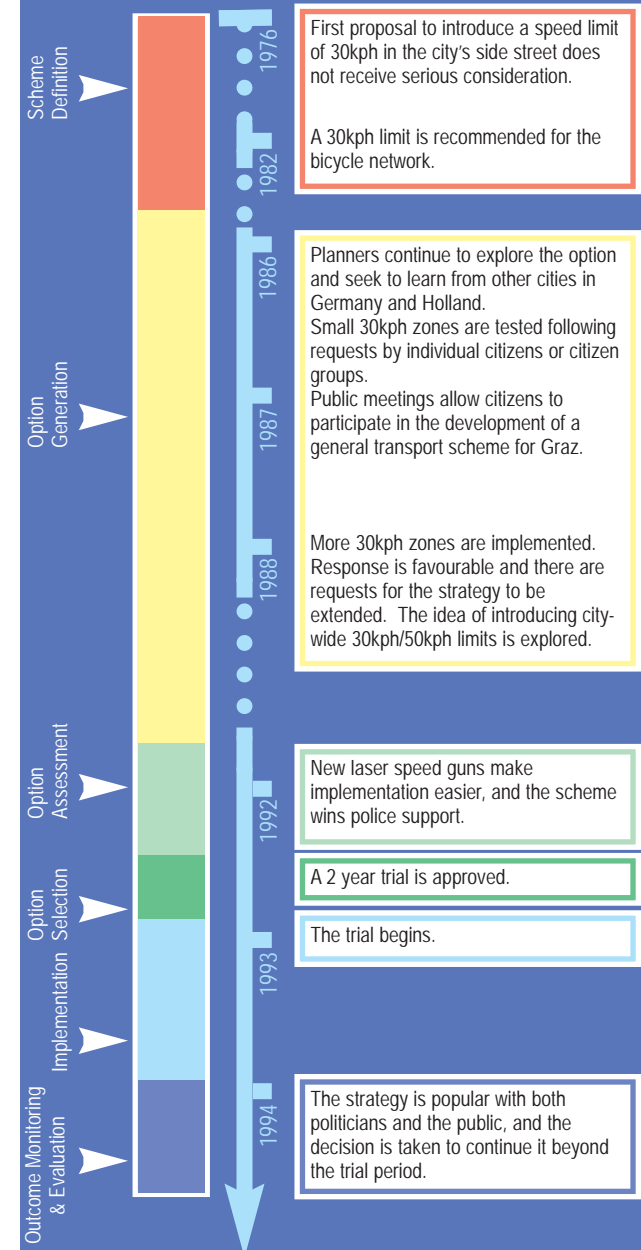 Scheme
Definition
1976
First proposal to introduce a speed limit
of 30kph in the city's side street does
not receive serious consideration.
1982
A 30kph limit is recommended for the
bicycle network.
Option
Generation
1986
Planners continue to explore the option
and seek to learn from other cities in
Germany and Holland.
Small 30kph zones are tested following
requests by individual citizens or citizen
groups.
1987
Public meetings allow citizens to
participate in the development of a
general transport scheme for Graz.
1988
More 30kph zones are implemented.
Response is favourable and there are
requests for the strategy to be
extended. The idea of introducing city-
wide 30kph/50kph limits is explored.
Option
Assessment
1992
New laser speed guns make
implementation easier, and the scheme
wins police support.
Option
Selection
A 2 year trial is approved.
Implementation
1993
The trial begins.
Outcome Monitoring
& Evaluation
1994
The strategy is popular with both
politicians and the public, and the
decision is taken to continue it beyond
the trial period.